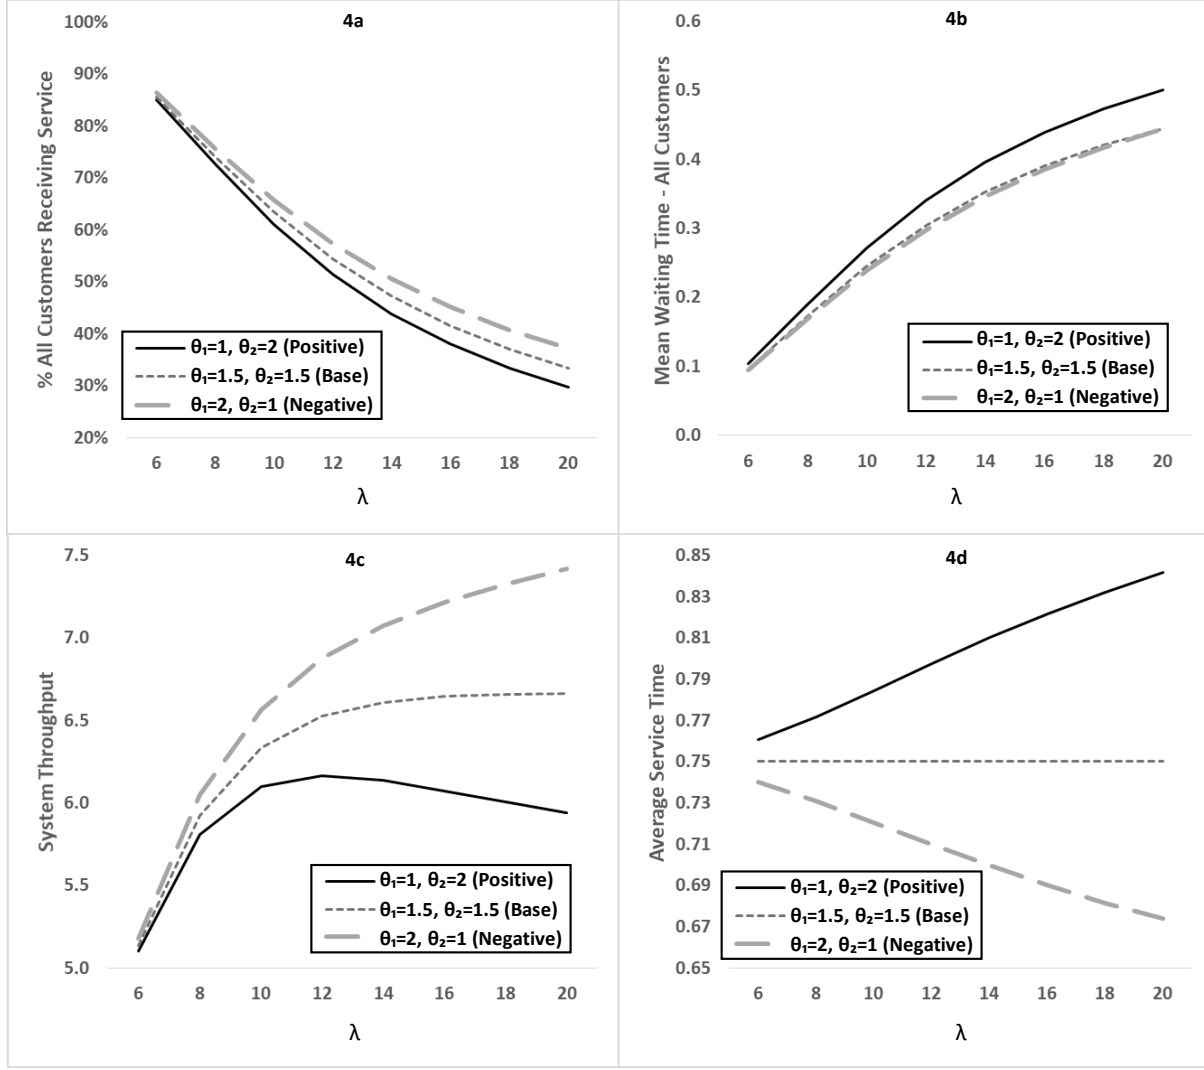 4a
% All Customers Receiving Service
100%
90%
80%
70%
60%
50%
40%
30%
20%
θ₁=1, θ₂=2 (Positive)
θ₁=1.5, θ₂=1.5 (Base)
θ₁=2, θ₂=1 (Negative)
6 8 10 12 14 16 18 20
λ
4b
Mean Waiting Time - All Customers
0.6
0.5
0.4
0.3
0.2
0.1
0.0
θ₁=1, θ₂=2 (Positive)
θ₁=1.5, θ₂=1.5 (Base)
θ₁=2, θ₂=1 (Negative)
6 8 10 12 14 16 18 20
λ
4c
System Throughput
7.5
7.0
6.5
6.0
5.5
5.0
θ₁=1, θ₂=2 (Positive)
θ₁=1.5, θ₂=1.5 (Base)
θ₁=2, θ₂=1 (Negative)
6 8 10 12 14 16 18 20
λ
4d
Average Service Time
0.85
0.83
0.81
0.79
0.77
0.75
0.73
0.71
0.69
0.67
0.65
θ₁=1, θ₂=2 (Positive)
θ₁=1.5, θ₂=1.5 (Base)
θ₁=2, θ₂=1 (Negative)
6 8 10 12 14 16 18 20
λ